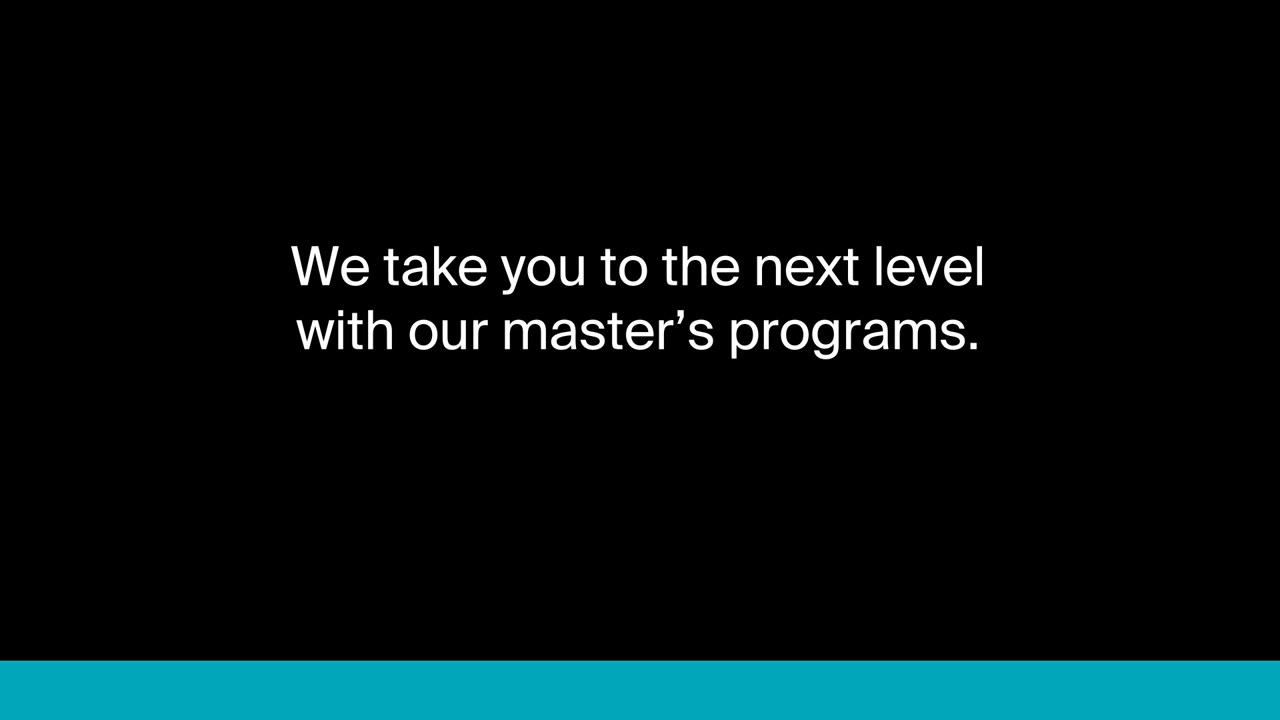 We take you to the next level
with our master’s programs.